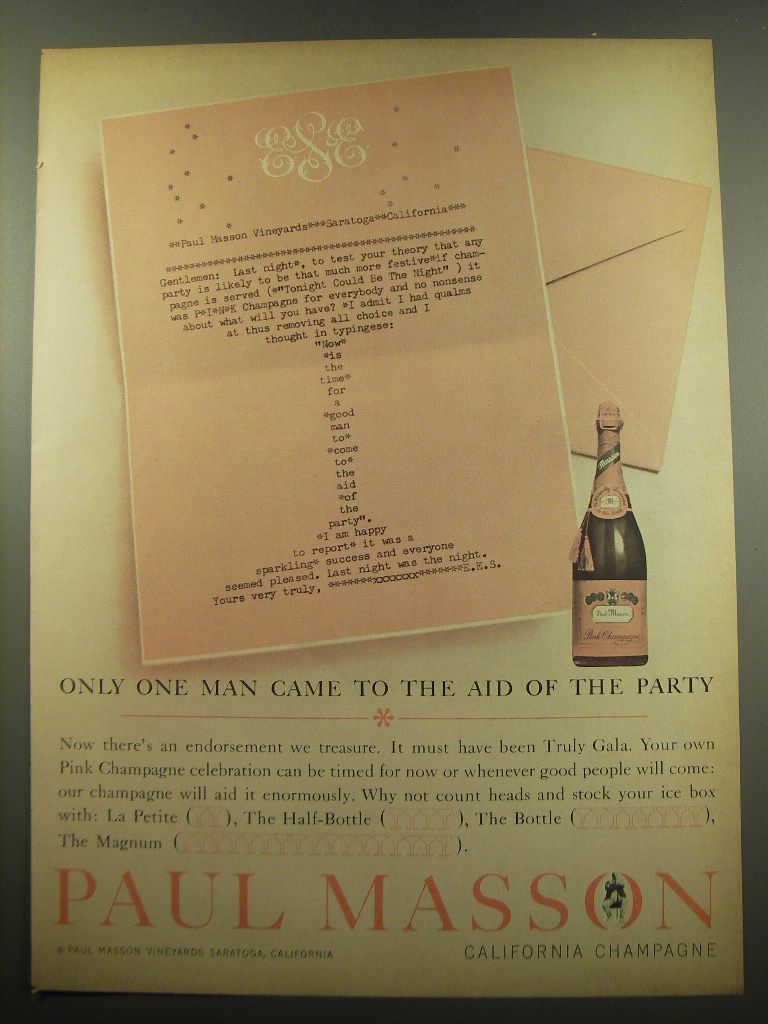 ESE
**Paul Masson Vineyards***Saratoga**California***
****************************************
Gentlemen: Last night*, to test your theory that any
party is likely to be that much more festive*if cham-
pagne is served (*"Tonight Could Be The Night" ) it
was P*I*N*K Champagne for everybody and no nonsense
about what will you have? *I admit I had qualms
at thus removing all choice and I
thought in typingese:
"Now*
*is
the
time*
for
a
*good
man
to*
*come
to*
the
aid
*of
the
party".
*I am happy
to report* it was a
sparkling* success and everyone
seemed pleased. Last night was the night.
Yours very truly, *******xxxxxxxx*******E.E.S.
Masson
Paul Masson
Pink Champagne
ONLY ONE MAN CAME TO THE AID OF THE PARTY
Now there's an endorsement we treasure. It must have been Truly Gala. Your own
Pink Champagne celebration can be timed for now or whenever good people will come:
our champagne will aid it enormously. Why not count heads and stock your ice box
with: La Petite ( ), The Half-Bottle ( ), The Bottle ( ),
The Magnum ( ).
PAUL MASSON
© PAUL MASSON VINEYARDS SARATOGA, CALIFORNIA
CALIFORNIA CHAMPAGNE